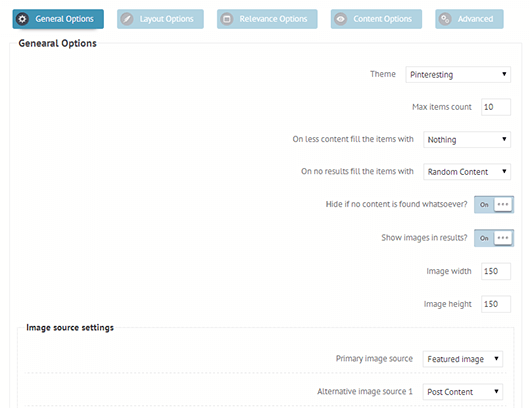 General Options
Layout Options
Relevance Options
Content Options
Advanced
Genearal Options
Theme Pinteresting
Max items count 10
On less content fill the items with Nothing
On no results fill the items with Random Content
Hide if no content is found whatsoever? On
Show images in results? On
Image width 150
Image height 150
Image source settings
Primary image source Featured image
Alternative image source 1 Post Content